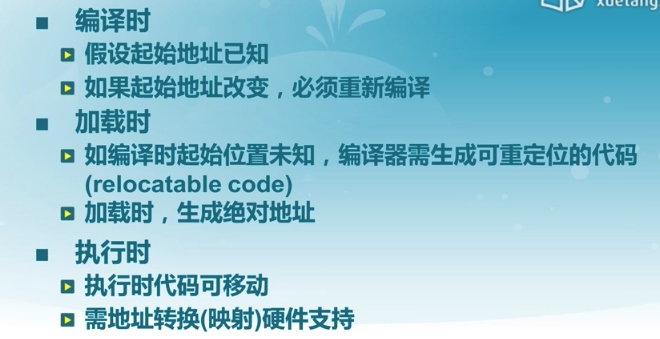 xuetang
编译时
假设起始地址已知
如果起始地址改变，必须重新编译
加载时
如编译时起始位置未知，编译器需生成可重定位的代码
(relocatable code)
加载时，生成绝对地址
执行时
执行时代码可移动
需地址转换(映射)硬件支持